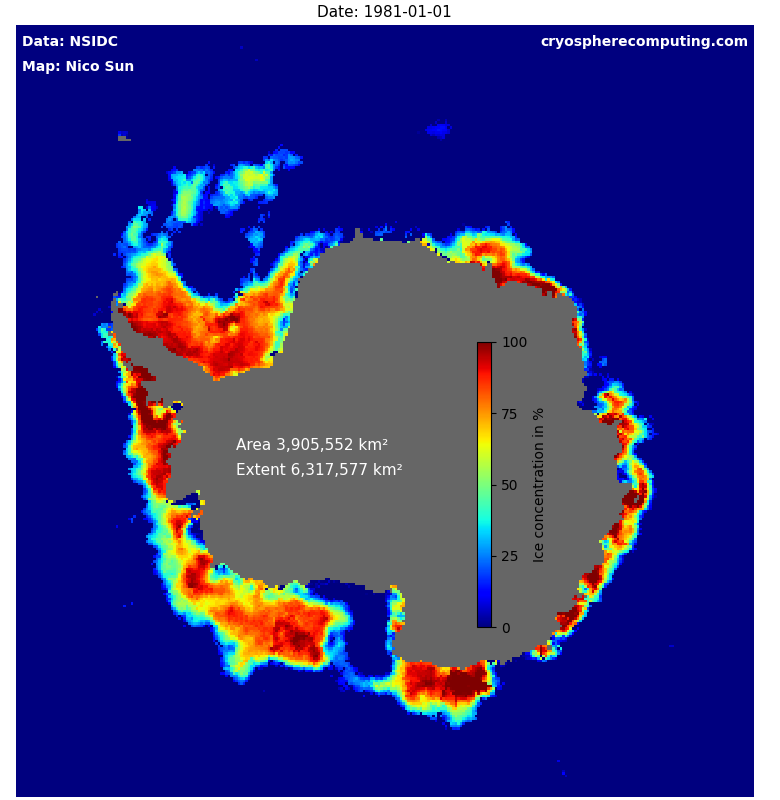 Date: 1981-01-01
Data: NSIDC
cryospherecomputing.com
Map: Nico Sun
100
75
50
25
0
Ice concentration in %
Area 3,905,552 km²
Extent 6,317,577 km²